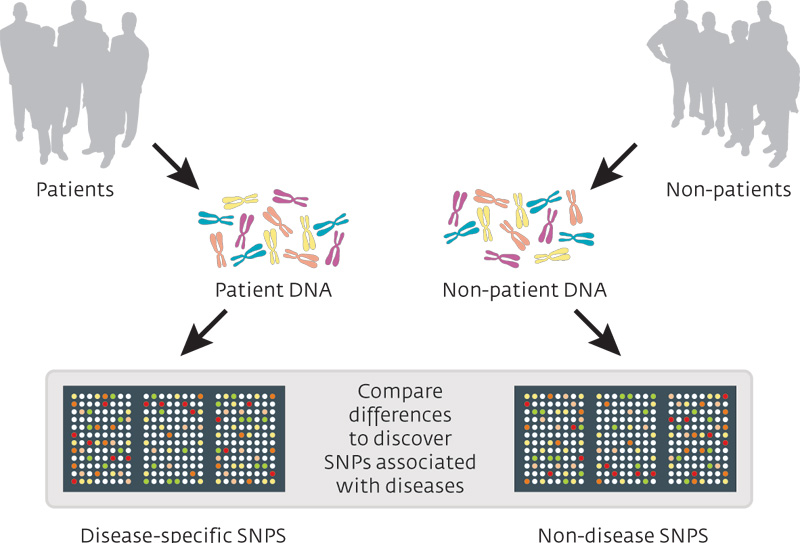 Patients
Non-patients
Patient DNA
Non-patient DNA
Compare
differences
to discover
SNPs associated
with diseases
Disease-specific SNPS
Non-disease SNPS